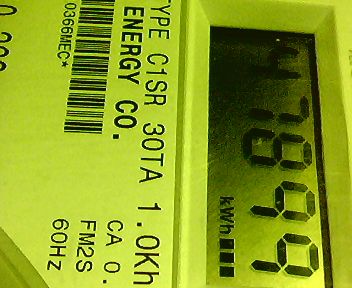 47899
kWh
TYPE C1SR 30TA 1.0Kh
ENERGY CO.
CA 0.
FM2S
60Hz
0366MEC*